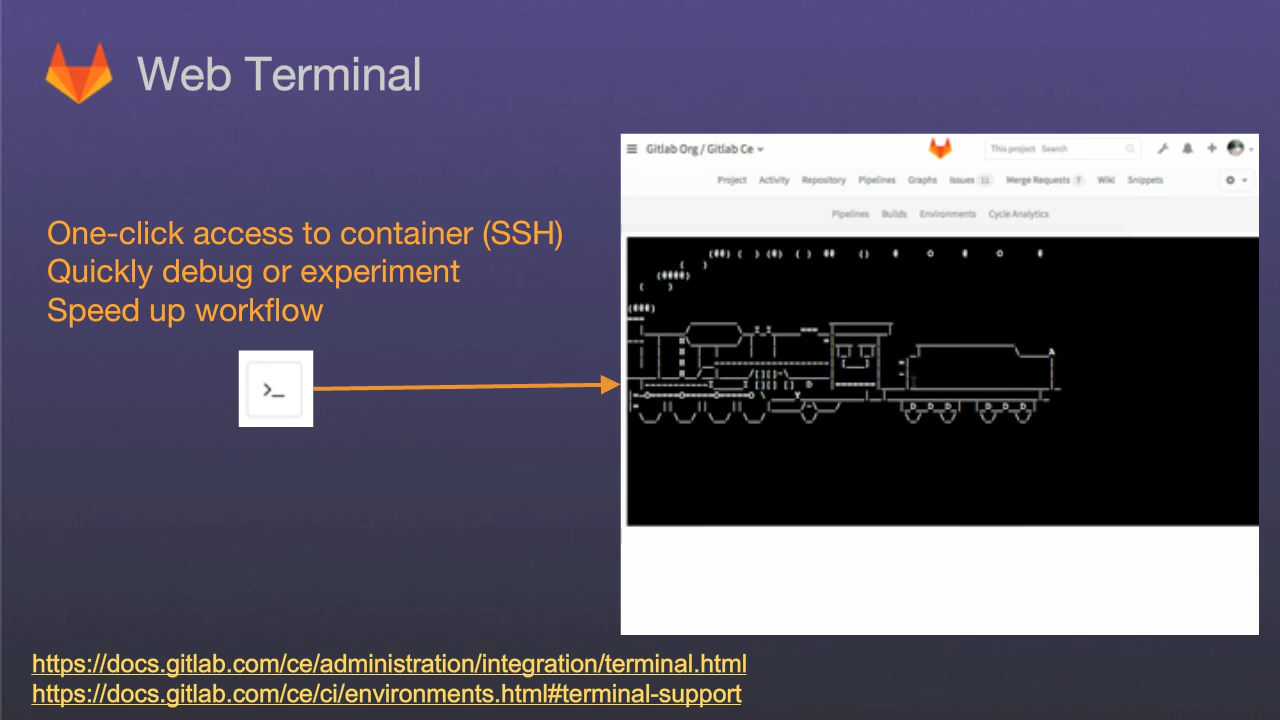 Web Terminal
Gitlab Org / Gitlab Ce
This project Search
Project Activity Repository Pipelines Graphs Issues 11 Merge Requests 7 Wiki Snippets
Pipelines Builds Environments Cycle Analytics
One-click access to container (SSH)
Quickly debug or experiment
Speed up workflow
>_
https://docs.gitlab.com/ce/administration/integration/terminal.html
https://docs.gitlab.com/ce/ci/environments.html#terminal-support